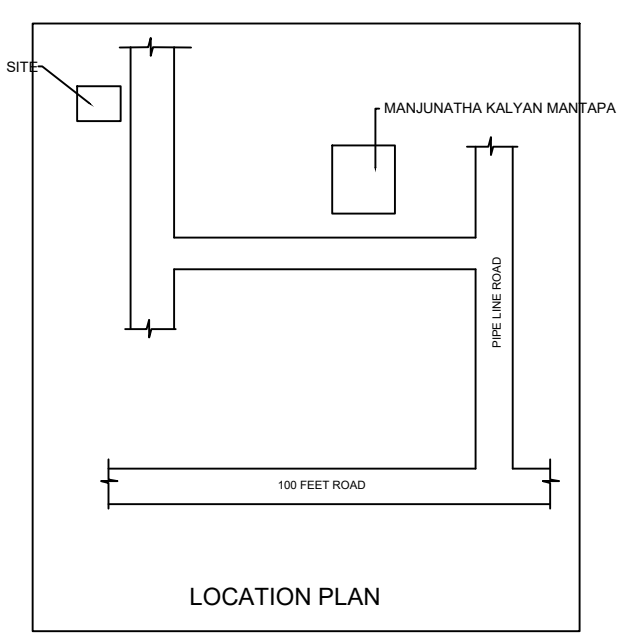 SITE
MANJUNATHA KALYAN MANTAPA
PIPE LINE ROAD
100 FEET ROAD
LOCATION PLAN